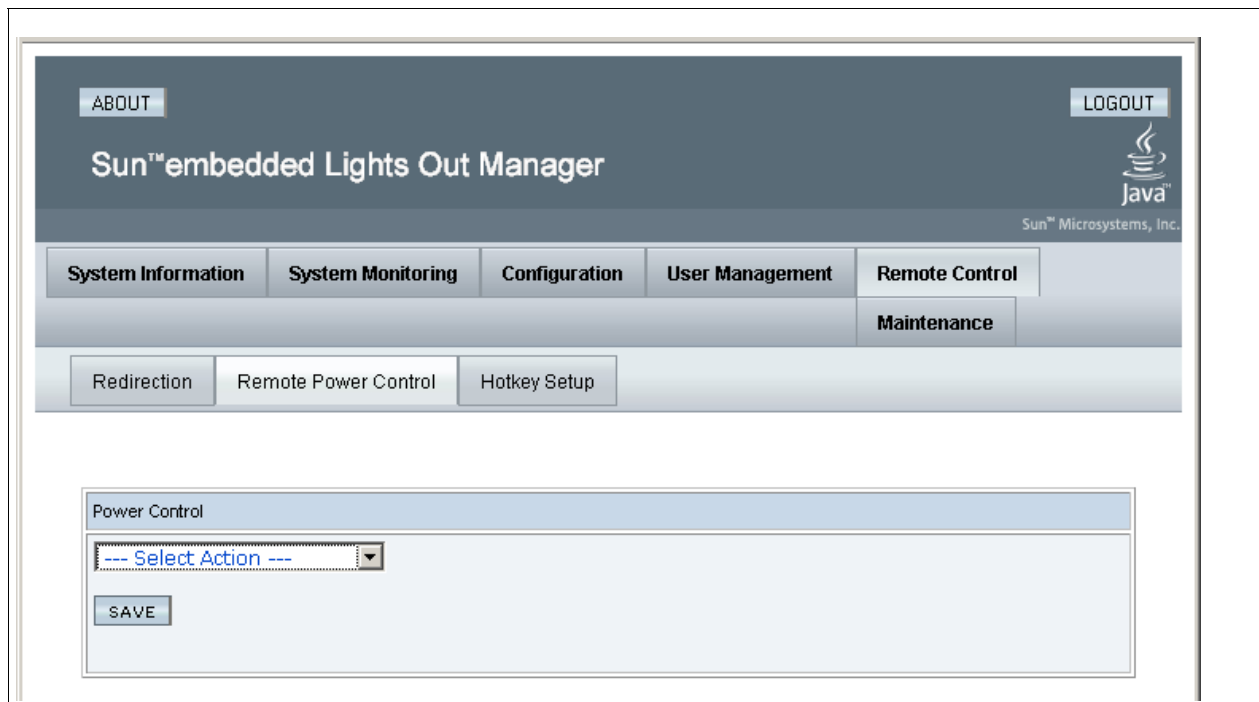 ABOUT
LOGOUT
Sun™embedded Lights Out Manager
Java™
Sun™ Microsystems, Inc.
System Information
System Monitoring
Configuration
User Management
Remote Control
Maintenance
Redirection
Remote Power Control
Hotkey Setup
Power Control
--- Select Action ---
SAVE